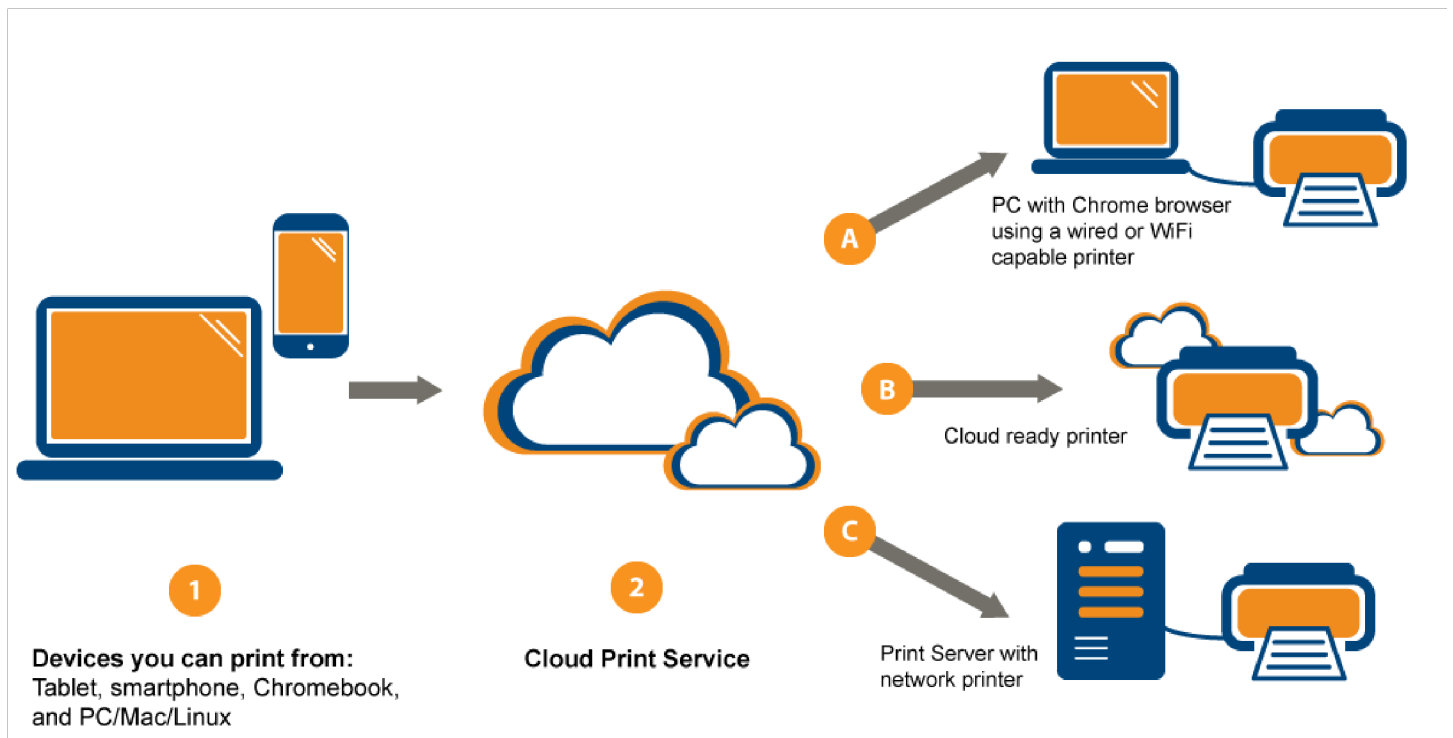 A
PC with Chrome browser
using a wired or WiFi
capable printer
B
Cloud ready printer
C
Print Server with
network printer
1
Devices you can print from:
Tablet, smartphone, Chromebook,
and PC/Mac/Linux
2
Cloud Print Service